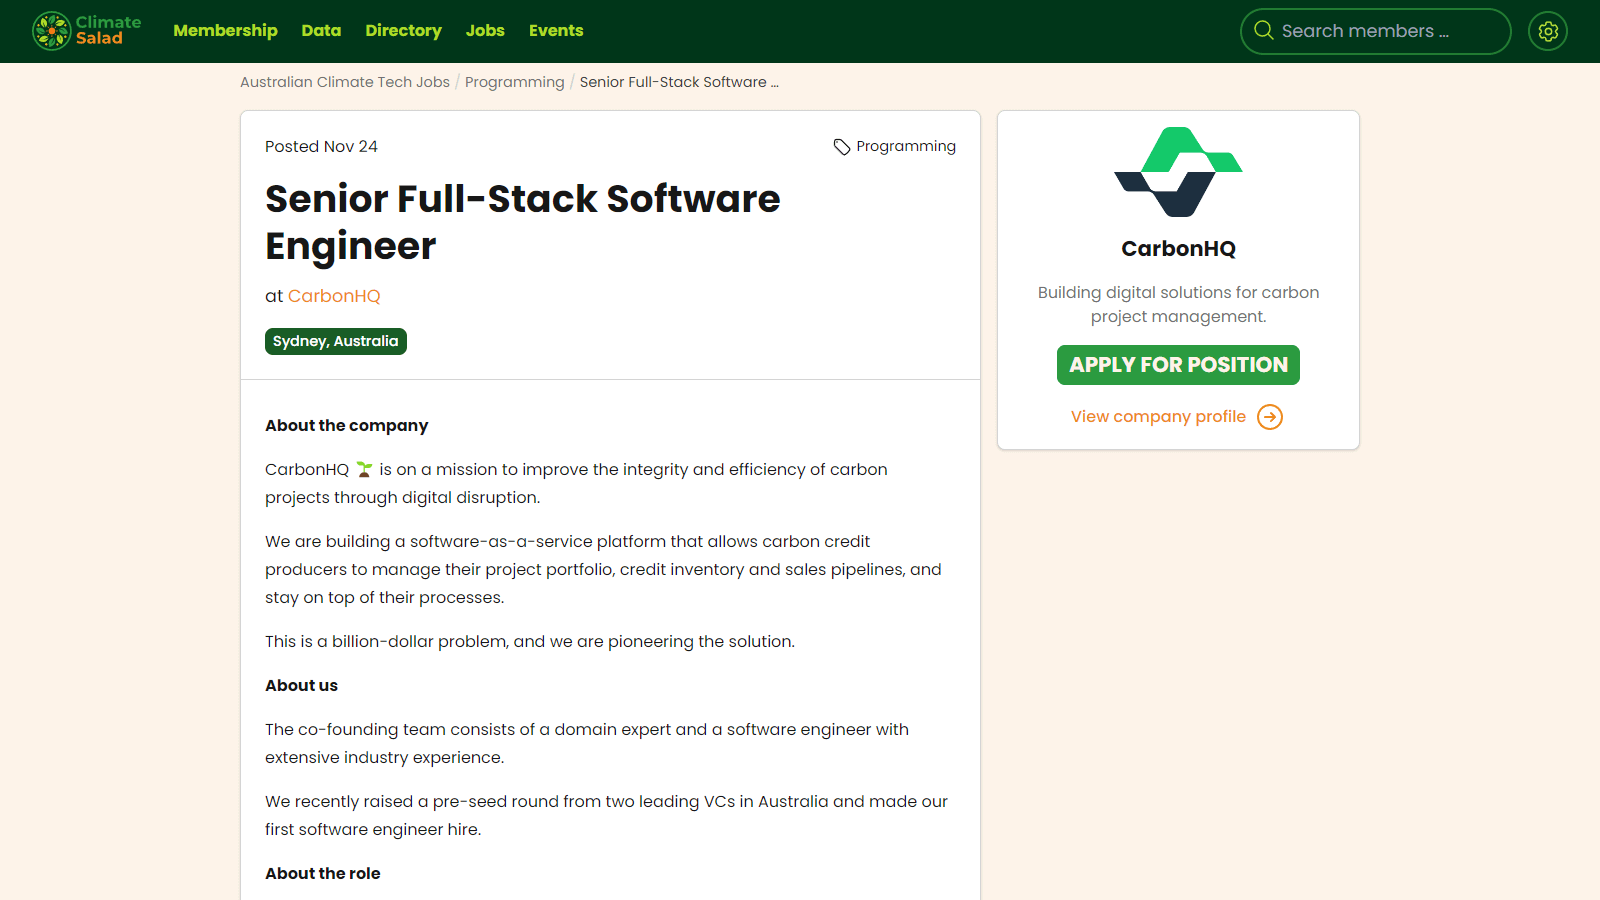 Climate
Salad
Membership Data Directory Jobs Events
Search members ...
Australian Climate Tech Jobs / Programming / Senior Full-Stack Software ...
Posted Nov 24
Programming
Senior Full-Stack Software
Engineer
at CarbonHQ
Sydney, Australia
About the company
CarbonHQ 🌱 is on a mission to improve the integrity and efficiency of carbon
projects through digital disruption.
We are building a software-as-a-service platform that allows carbon credit
producers to manage their project portfolio, credit inventory and sales pipelines, and
stay on top of their processes.
This is a billion-dollar problem, and we are pioneering the solution.
About us
The co-founding team consists of a domain expert and a software engineer with
extensive industry experience.
We recently raised a pre-seed round from two leading VCs in Australia and made our
first software engineer hire.
About the role
CarbonHQ
Building digital solutions for carbon
project management.
APPLY FOR POSITION
View company profile